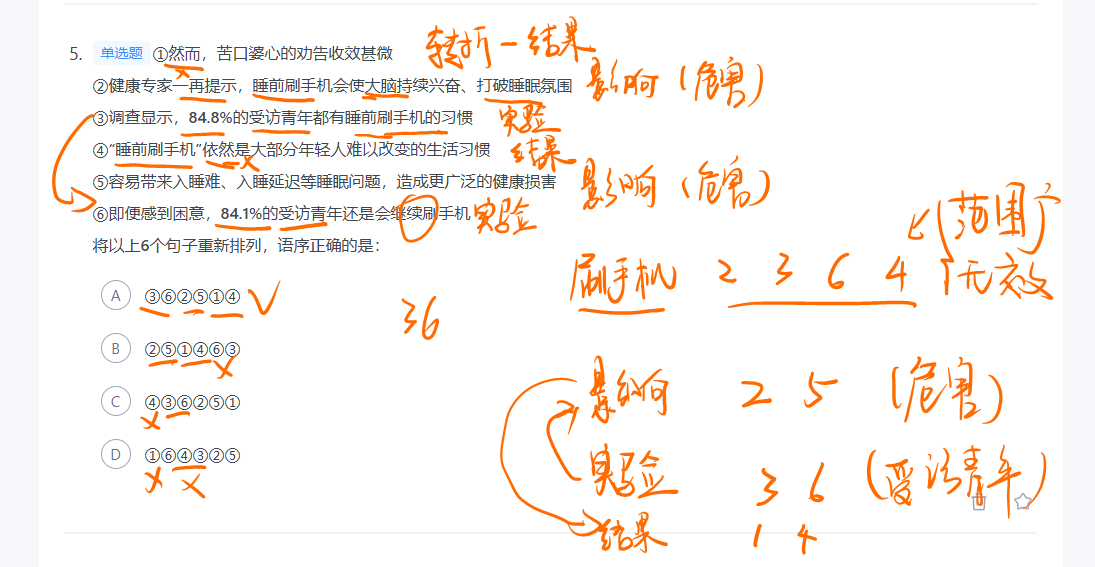 5. 单选题 ①然而，苦口婆心的劝告收效甚微 转折一结果
②健康专家一再提示，睡前刷手机会使大脑持续兴奋、打破睡眠氛围 影响（危害）
③调查显示，84.8%的受访青年都有睡前刷手机的习惯 实验
④“睡前刷手机”依然是大部分年轻人难以改变的生活习惯 结果
⑤容易带来入睡难、入睡延迟等睡眠问题，造成更广泛的健康损害 影响（危害）
⑥即便感到困意，84.1%的受访青年还是会继续刷手机 实验
将以上6个句子重新排列，语序正确的是： （范围广
刷手机 2 3 6 4 无效
A ③⑥②⑤①④
36
B ②⑤①④⑥③
C ④③⑥②⑤①
影响 2 5 （危害）
D ①⑥④③②⑤
实验 3 6 （受访青年）
结果 1 4